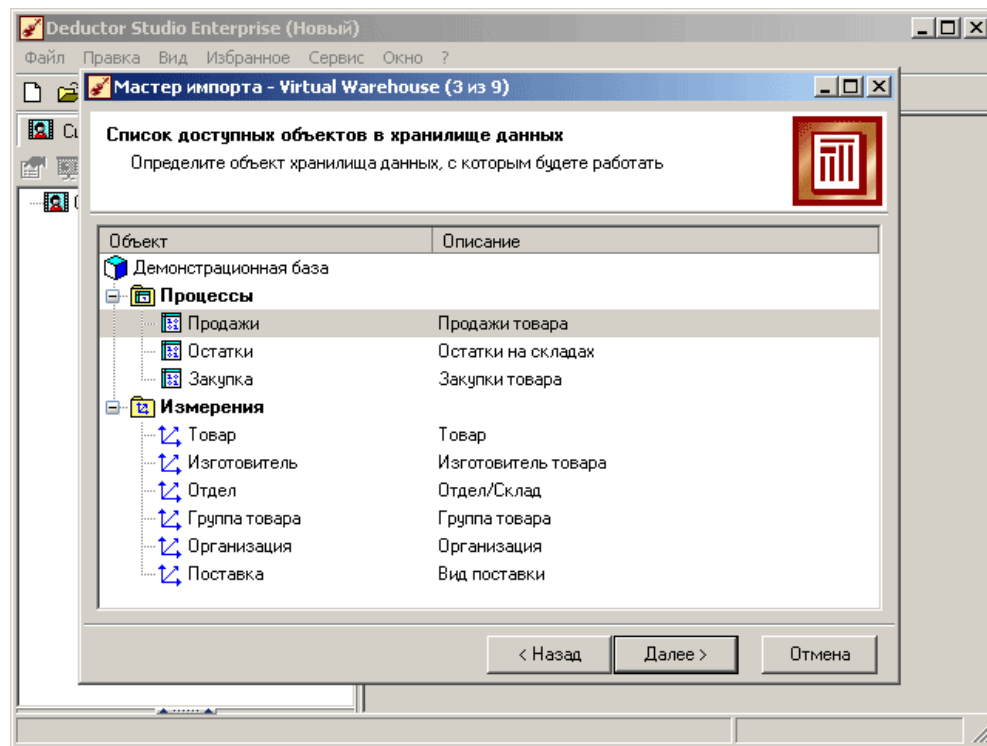 Deductor Studio Enterprise (Новый)
Файл Правка Вид Избранное Сервис Окно ?
Мастер импорта - Virtual Warehouse (3 из 9)
Список доступных объектов в хранилище данных
Определите объект хранилища данных, с которым будете работать
Объект Описание
Демонстрационная база
Процессы
Продажи Продажи товара
Остатки Остатки на складах
Закупка Закупки товара
Измерения
Товар Товар
Изготовитель Изготовитель товара
Отдел Отдел/Склад
Группа товара Группа товара
Организация Организация
Поставка Вид поставки
< Назад Далее > Отмена